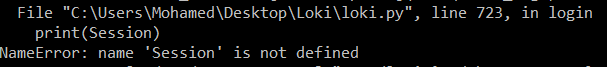 File "C:\Users\Mohamed\Desktop\Loki\loki.py", line 723, in login
print(Session)
NameError: name 'Session' is not defined